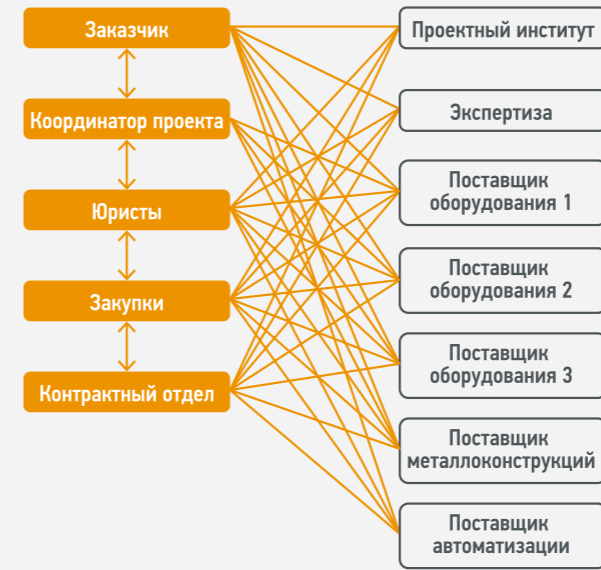 Заказчик
Координатор проекта
Юристы
Закупки
Контрактный отдел
Проектный институт
Экспертиза
Поставщик
оборудования 1
Поставщик
оборудования 2
Поставщик
оборудования 3
Поставщик
металлоконструкций
Поставщик
автоматизации